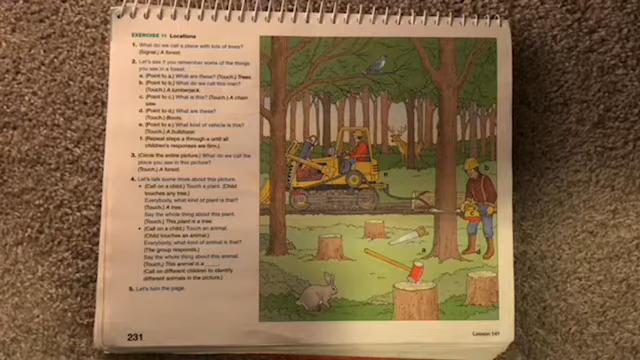 EXERCISE 11 Locations
1. What do we call a place with lots of trees?
(Signal.) A forest.
2. Let's see if you remember some of the things
you see in a forest.
a. (Point to a.) What are these? (Touch.) Trees.
b. (Point to b.) What do we call this man?
(Touch.) A lumberjack.
c. (Point to c.) What is this? (Touch.) A chain
saw.
d. (Point to d.) What are these?
(Touch.) Boots.
e. (Point to e.) What kind of vehicle is this?
(Touch.) A bulldozer.
f. (Repeat steps a through e until all
children's responses are firm.)
3. (Circle the entire picture.) What do we call the
place you see in this picture?
(Touch.) A forest.
4. Let's talk some more about this picture.
• (Call on a child.) Touch a plant. (Child
touches any tree.)
Everybody, what kind of plant is that?
(Touch.) A tree.
Say the whole thing about this plant.
(Touch.) This plant is a tree.
• (Call on a child.) Touch an animal.
(Child touches an animal.)
Everybody, what kind of animal is that?
(The group responds.)
Say the whole thing about this animal.
(Touch.) This animal is a ____.
(Call on different children to identify
different animals in the picture.)
5. Let's turn the page.
b
e
a
231
Lesson 141